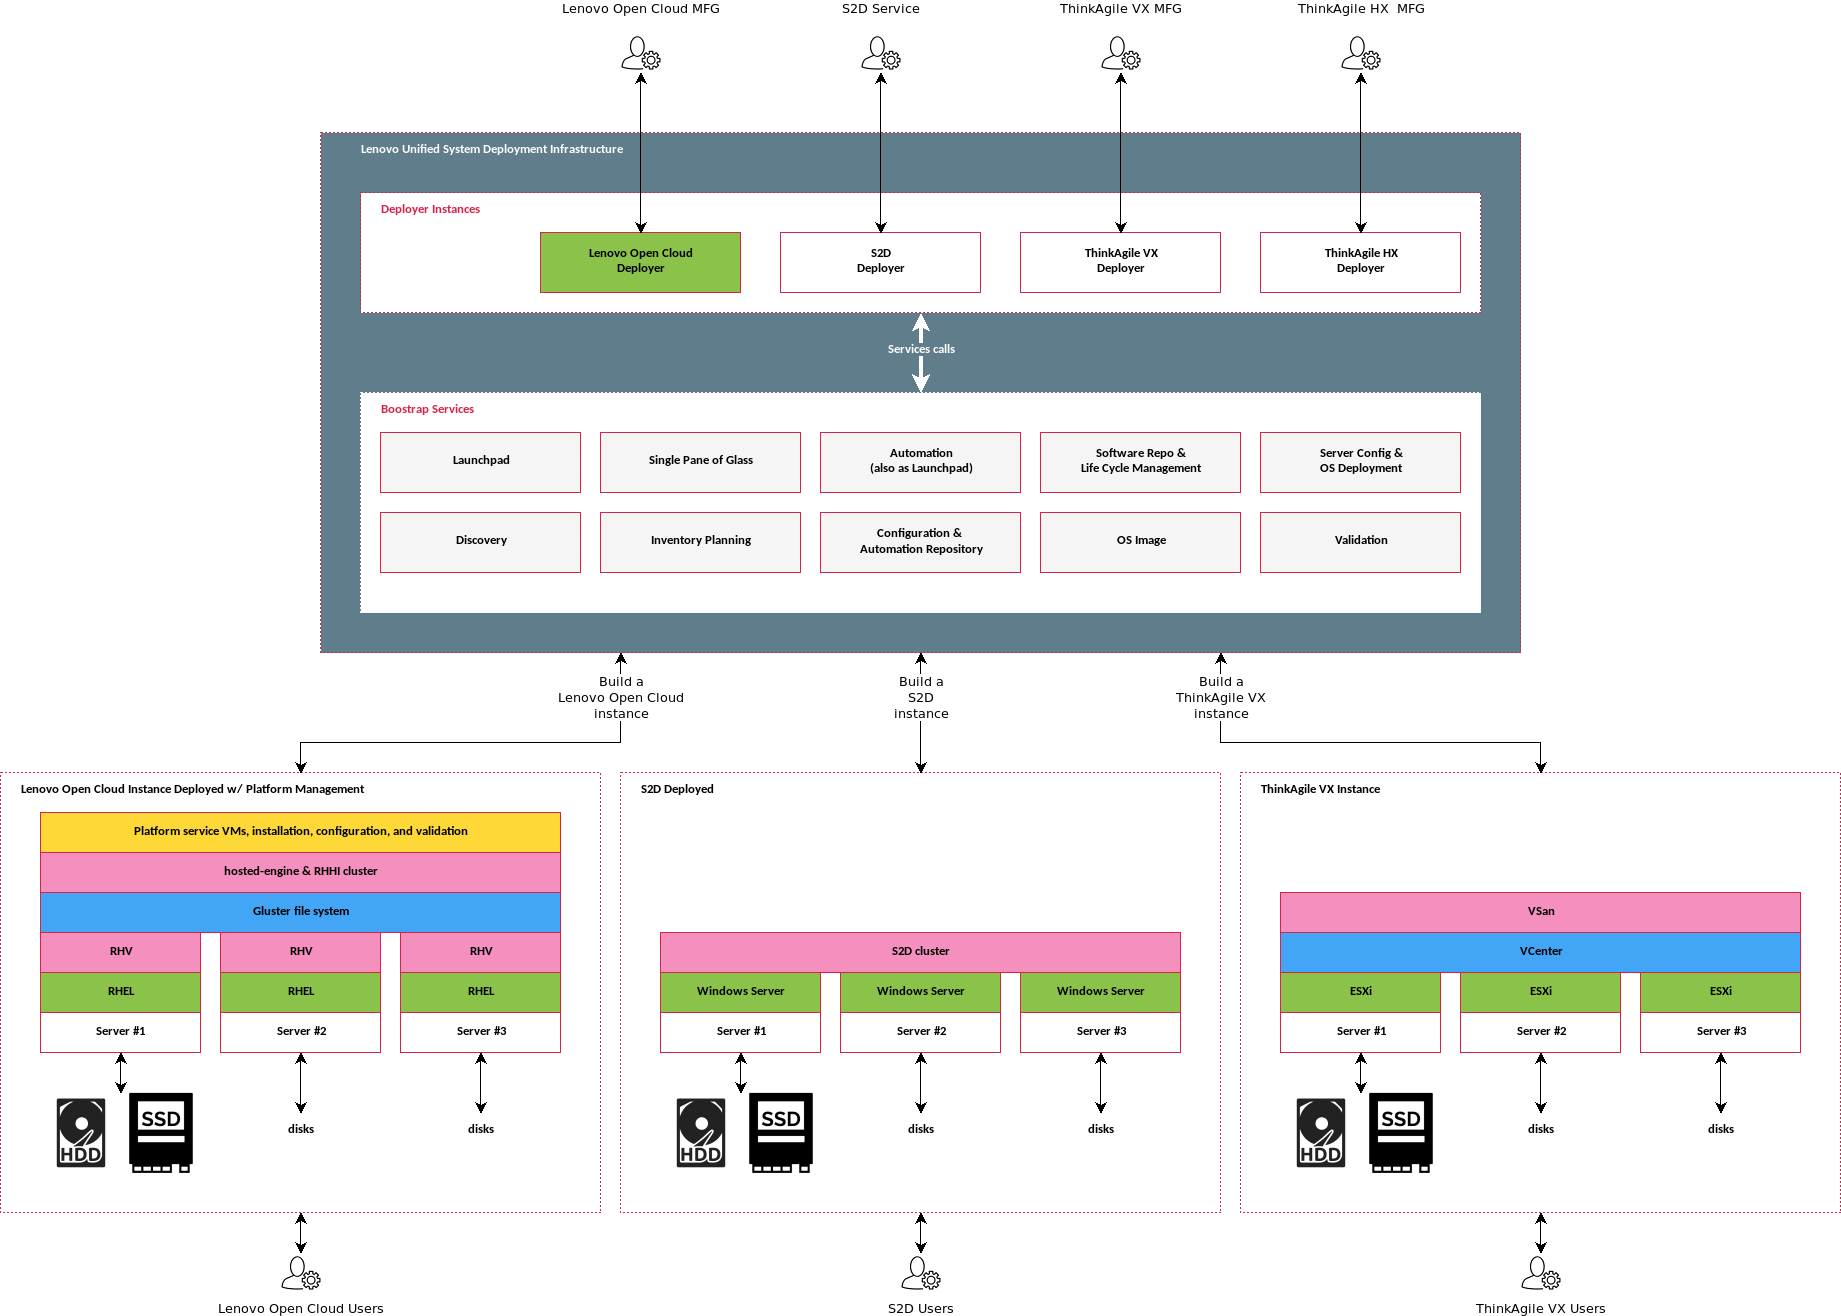 Lenovo Open Cloud MFG
S2D Service
ThinkAgile VX MFG
ThinkAgile HX  MFG
Lenovo Unified System Deployment Infrastructure
Deployer Instances
Lenovo Open Cloud
Deployer
S2D
Deployer
ThinkAgile VX
Deployer
ThinkAgile HX
Deployer
Services calls
Boostrap Services
Launchpad
Single Pane of Glass
Automation
(also as Launchpad)
Software Repo &
Life Cycle Management
Server Config &
OS Deployment
Discovery
Inventory Planning
Configuration &
Automation Repository
OS Image
Validation
Build a
Lenovo Open Cloud
instance
Build a
S2D
instance
Build a
ThinkAgile VX
instance
Lenovo Open Cloud Instance Deployed w/ Platform Management
Platform service VMs, installation, configuration, and validation
hosted-engine & RHHI cluster
Gluster file system
RHV
RHV
RHV
RHEL
RHEL
RHEL
Server #1
Server #2
Server #3
HDD
SSD
disks
disks
Lenovo Open Cloud Users
S2D Deployed
S2D cluster
Windows Server
Windows Server
Windows Server
Server #1
Server #2
Server #3
HDD
SSD
disks
disks
S2D Users
ThinkAgile VX Instance
VSan
VCenter
ESXi
ESXi
ESXi
Server #1
Server #2
Server #3
HDD
SSD
disks
disks
ThinkAgile VX Users